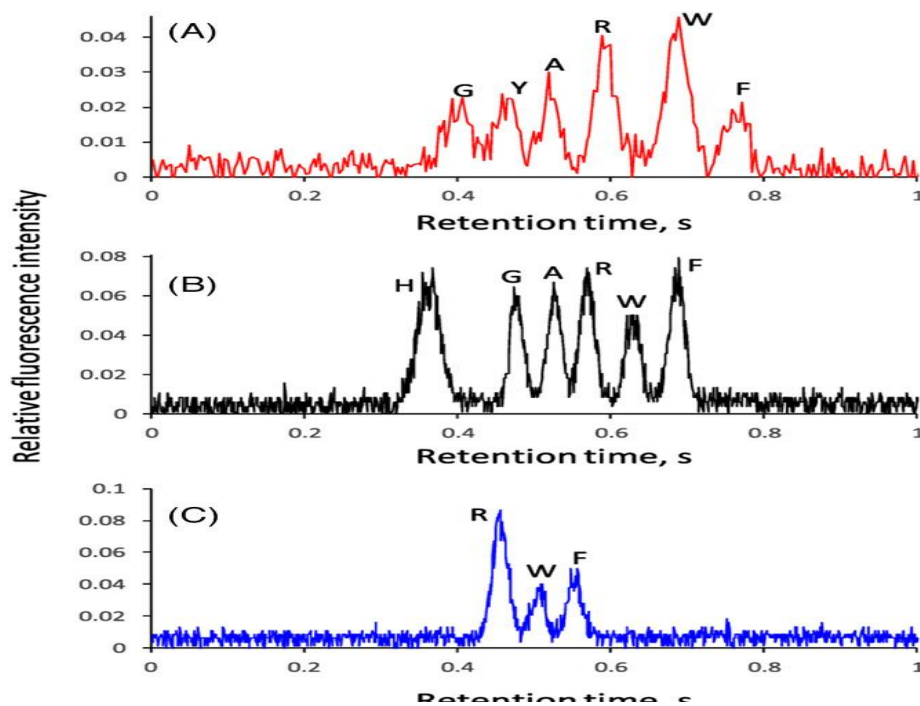 Relative fluorescence intensity
(A)
G Y A R W F
0.04
0.03
0.02
0.01
0
0 0.2 0.4 0.6 0.8 1
Retention time, s
(B)
H G A R W F
0.08
0.06
0.04
0.02
0
0 0.2 0.4 0.6 0.8 1
Retention time, s
(C)
R W F
0.1
0.08
0.06
0.04
0.02
0
0 0.2 0.4 0.6 0.8 1
Retention time, s